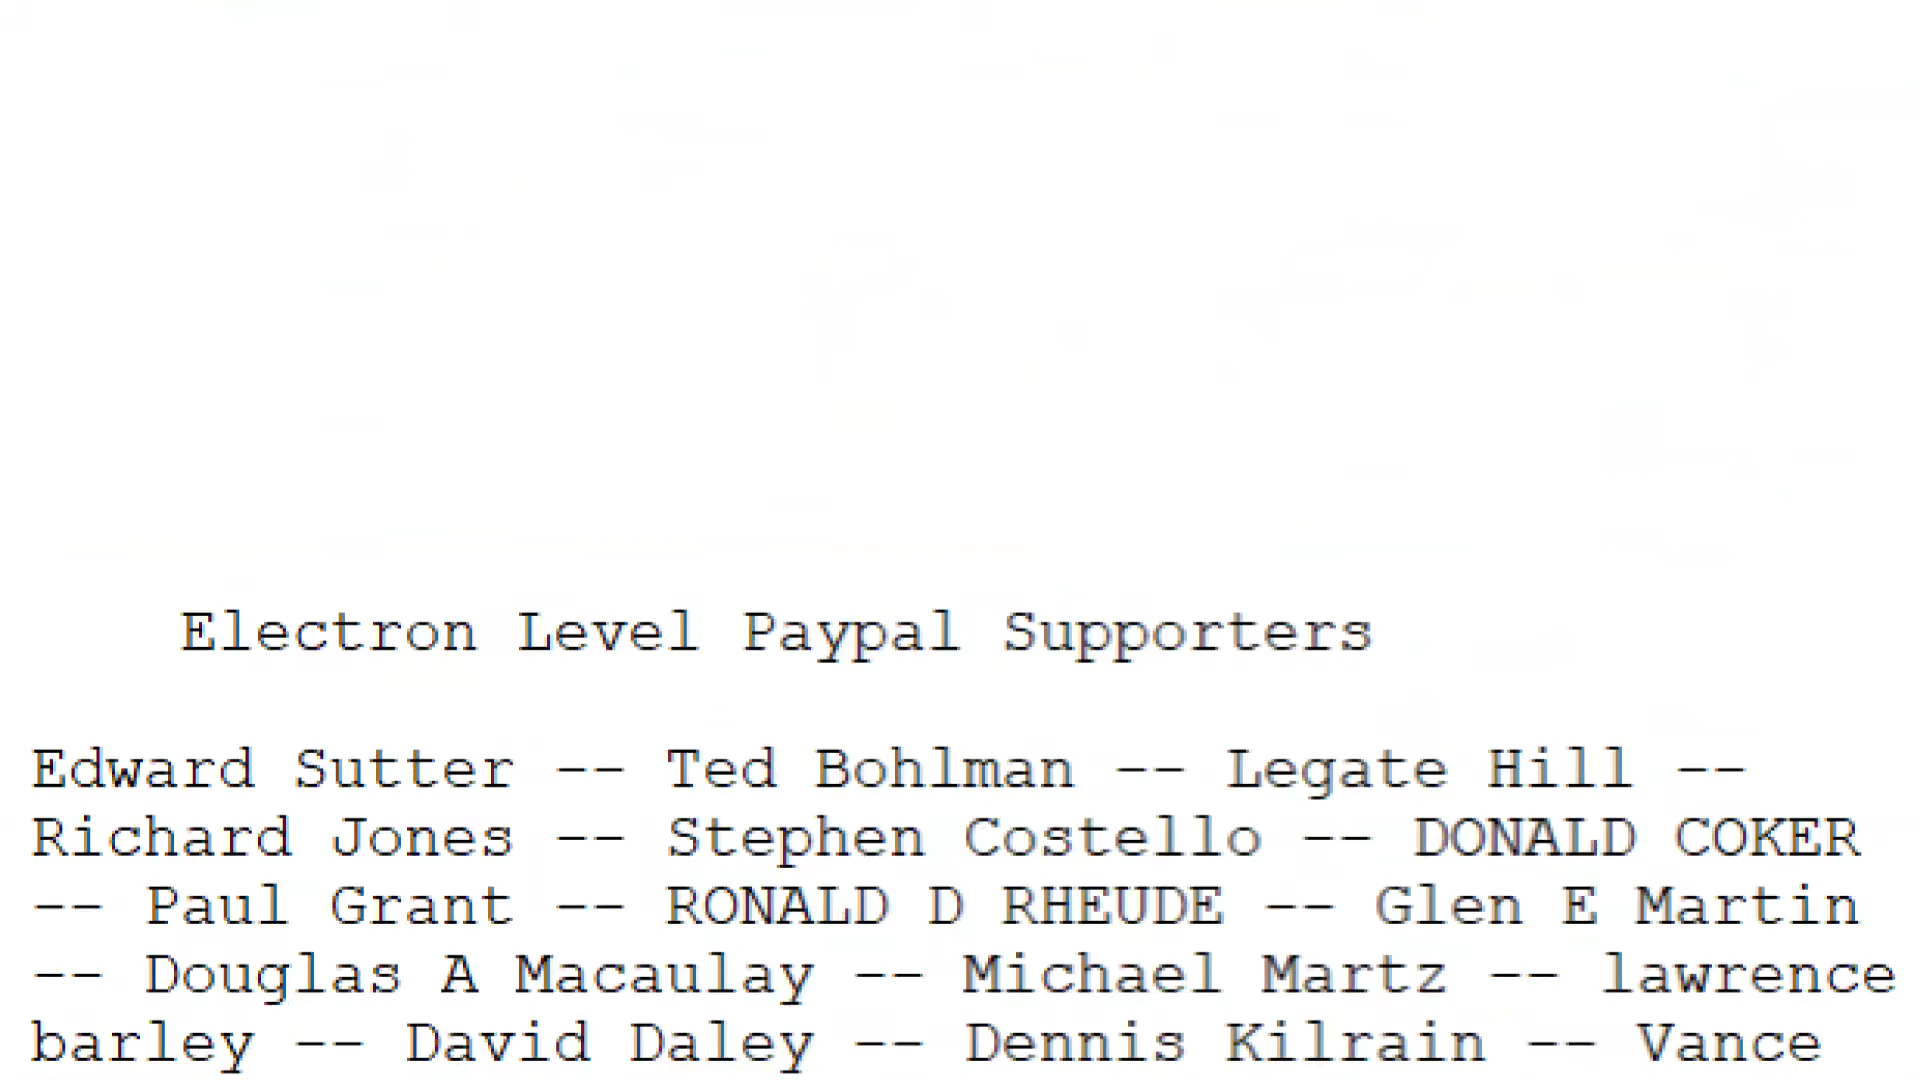 Electron Level Paypal Supporters
Edward Sutter -- Ted Bohlman -- Legate Hill --
Richard Jones -- Stephen Costello -- DONALD COKER
-- Paul Grant -- RONALD D RHEUDE -- Glen E Martin
-- Douglas A Macaulay -- Michael Martz -- lawrence
barley -- David Daley -- Dennis Kilrain -- Vance